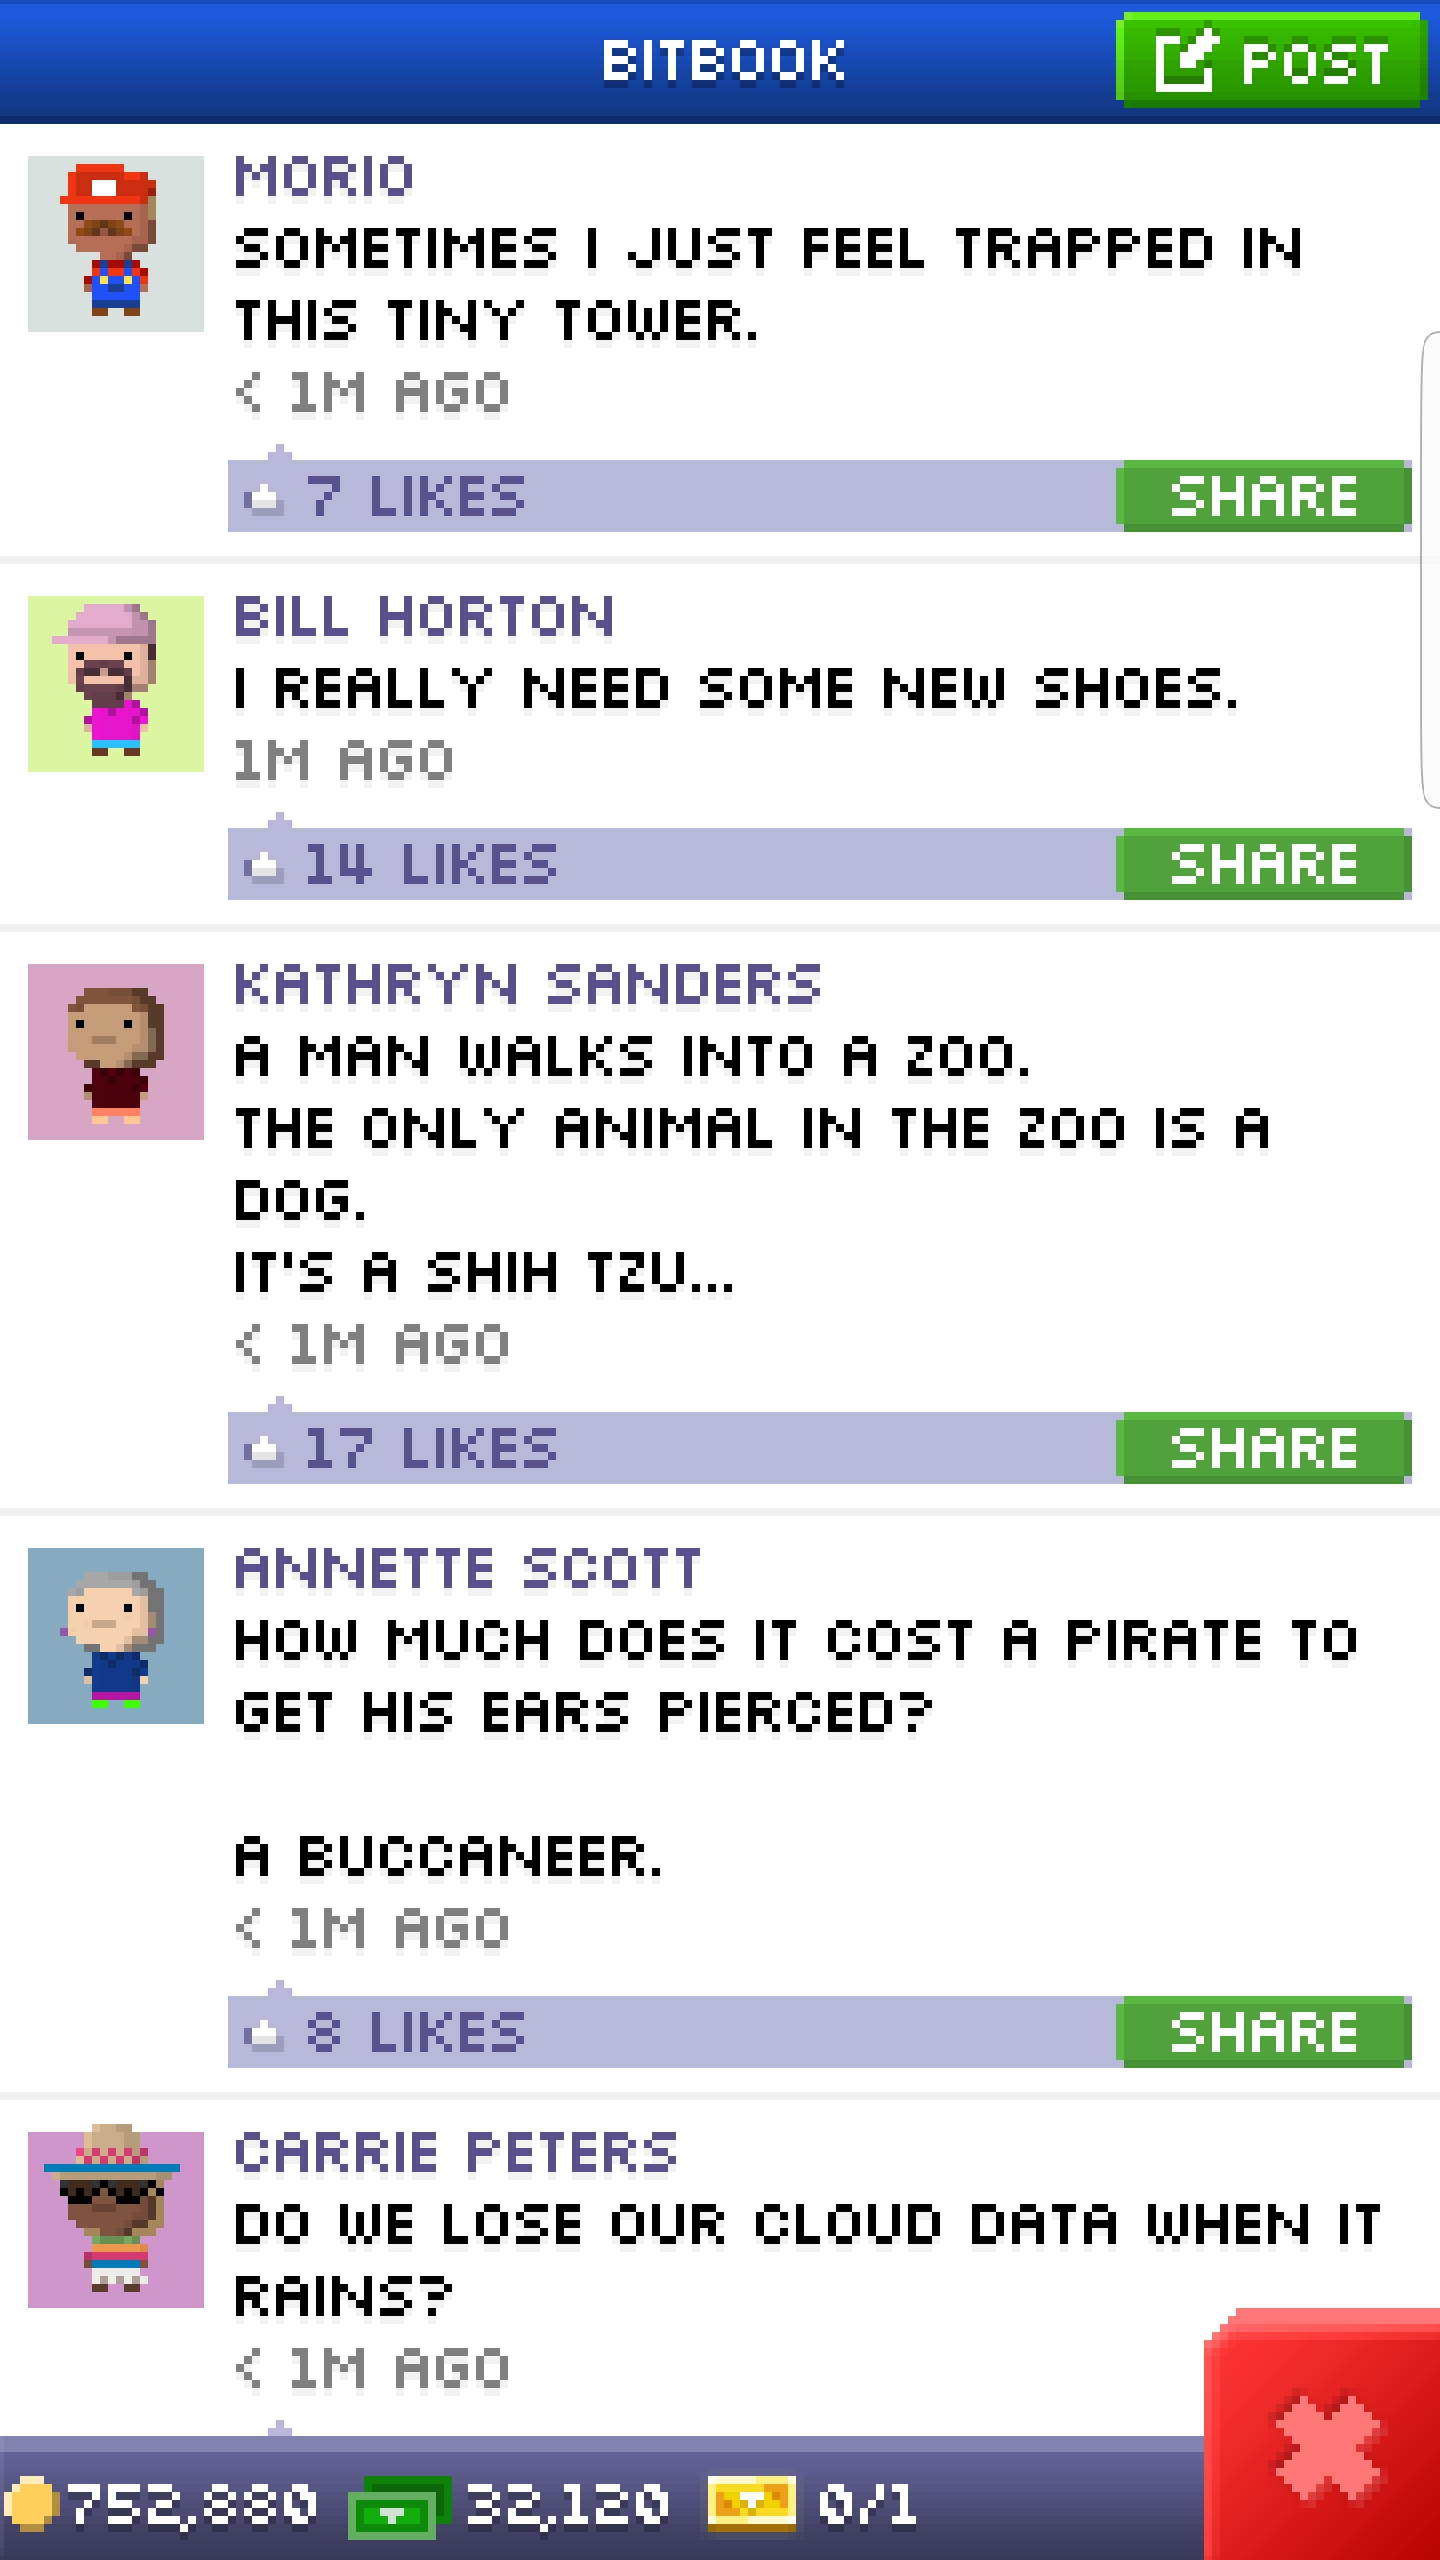 BITBOOK
POST
MORIO
SOMETIMES I JUST FEEL TRAPPED IN
THIS TINY TOWER.
< 1M AGO
7 LIKES
SHARE
BILL HORTON
I REALLY NEED SOME NEW SHOES.
1M AGO
14 LIKES
SHARE
KATHRYN SANDERS
A MAN WALKS INTO A ZOO.
THE ONLY ANIMAL IN THE ZOO IS A
DOG.
IT'S A SHIH TZU...
< 1M AGO
17 LIKES
SHARE
ANNETTE SCOTT
HOW MUCH DOES IT COST A PIRATE TO
GET HIS EARS PIERCED?
A BUCCANEER.
< 1M AGO
8 LIKES
SHARE
CARRIE PETERS
DO WE LOSE OUR CLOUD DATA WHEN IT
RAINS?
< 1M AGO
752,880 32,120 0/1